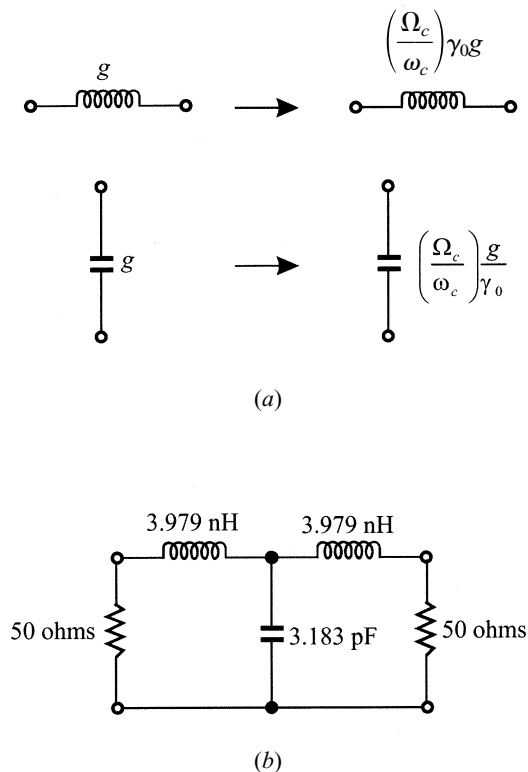 g
(Ω_c/ω_c)γ_0g
g
(Ω_c/ω_c)g/γ_0
(a)
3.979 nH
3.979 nH
50 ohms
3.183 pF
50 ohms
(b)